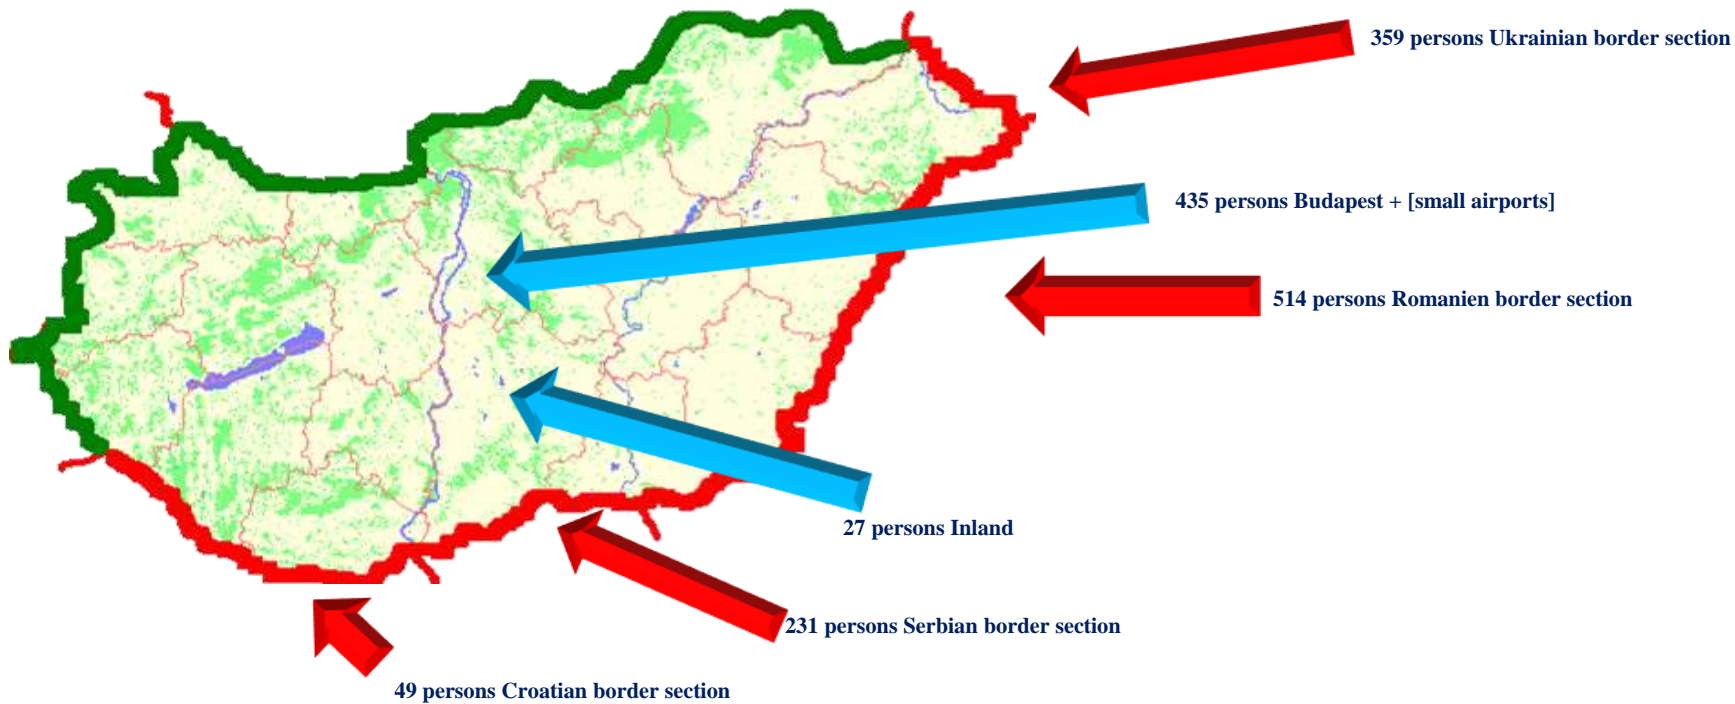 359 persons Ukrainian border section
435 persons Budapest + [small airports]
514 persons Romanien border section
27 persons Inland
231 persons Serbian border section
49 persons Croatian border section